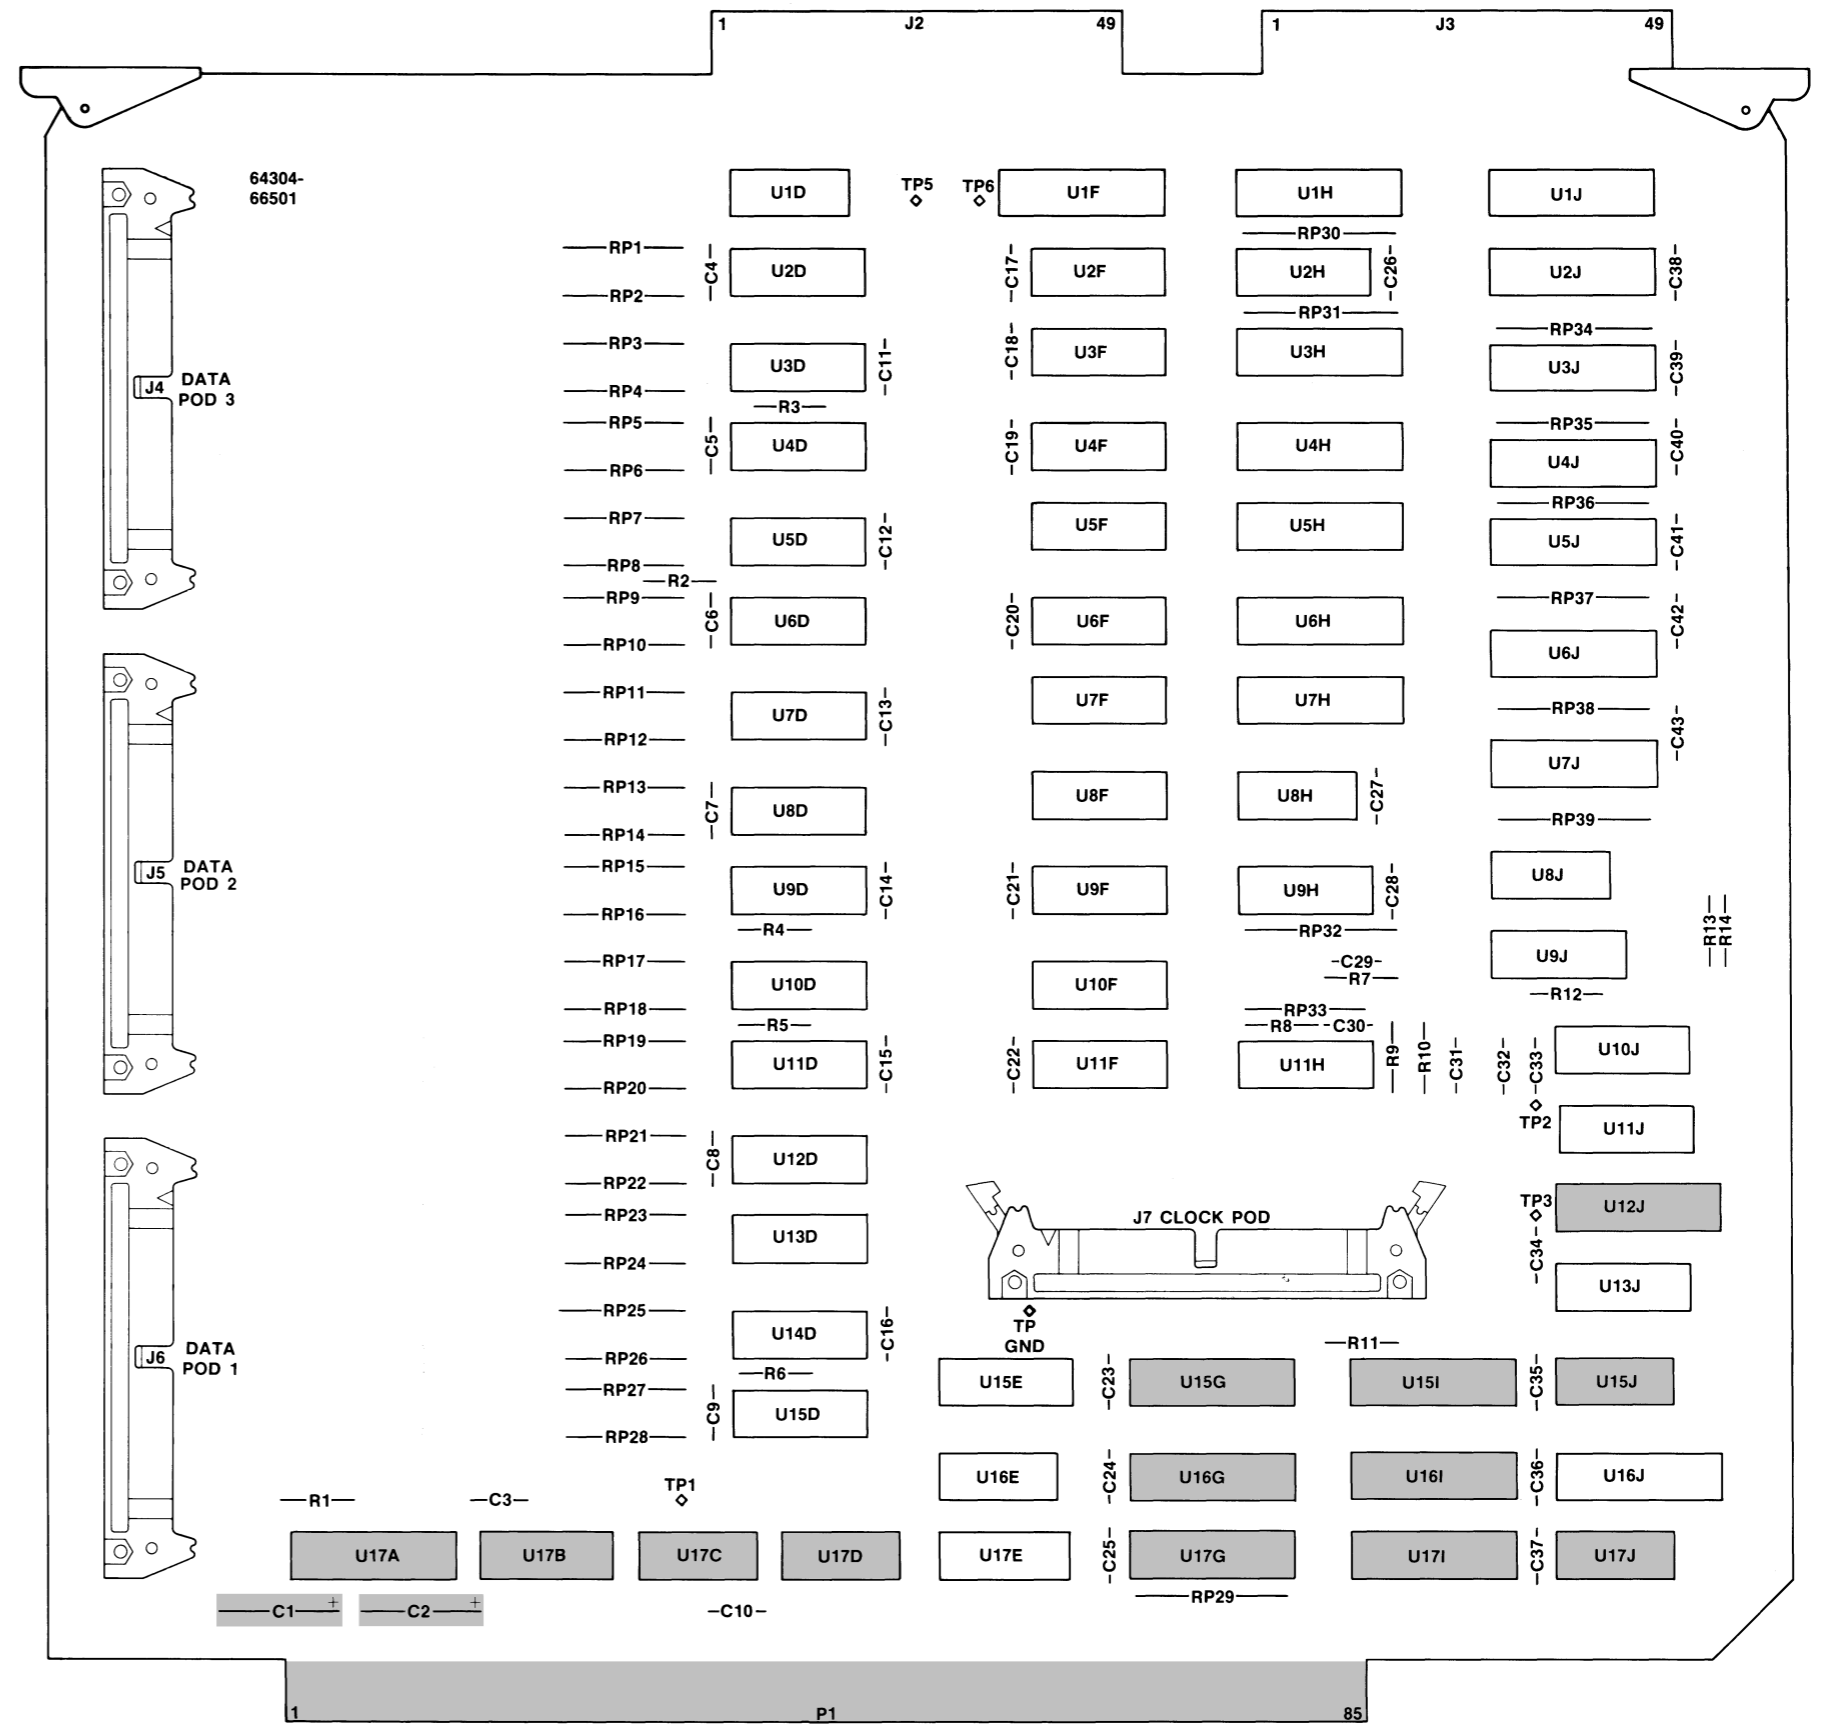 1 J2 49
1 J3 49
64304-
66501
U1D
TP5
TP6
U1F
U1H
U1J
RP1
RP30
C4
U2D
C17
U2F
U2H
C26
U2J
C38
RP2
RP31
RP34
RP3
U3D
C11
C18
U3F
U3H
U3J
C39
J4
DATA
POD 3
RP4
R3
RP5
RP35
C5
U4D
C19
U4F
U4H
U4J
C40
RP6
RP36
RP7
U5D
C12
U5F
U5H
U5J
C41
RP8
R2
RP9
RP37
C6
U6D
C20
U6F
U6H
U6J
C42
RP10
RP11
U7D
C13
U7F
U7H
RP38
C43
RP12
U7J
RP13
C7
U8D
U8F
U8H
C27
RP14
RP39
RP15
J5
DATA
POD 2
U9D
C14
C21
U9F
U9H
C28
U8J
RP16
R4
RP32
R13
R14
RP17
C29
R7
U9J
U10D
U10F
R12
RP18
RP33
R5
R8
C30
RP19
U11D
C15
C22
U11F
U11H
R9
R10
C31
C32
C33
U10J
RP20
TP2
U11J
RP21
C8
U12D
RP22
TP3
U12J
RP23
J7 CLOCK POD
U13D
C34
RP24
U13J
RP25
TP
GND
U14D
C16
R11
J6
DATA
POD 1
RP26
R6
U15E
C23
U15G
U15I
C35
U15J
RP27
C9
U15D
RP28
U16E
C24
U16G
U16I
C36
U16J
TP1
R1
C3
U17A
U17B
U17C
U17D
U17E
C25
U17G
U17I
C37
U17J
RP29
C1 +
C2 +
C10
1 P1 85